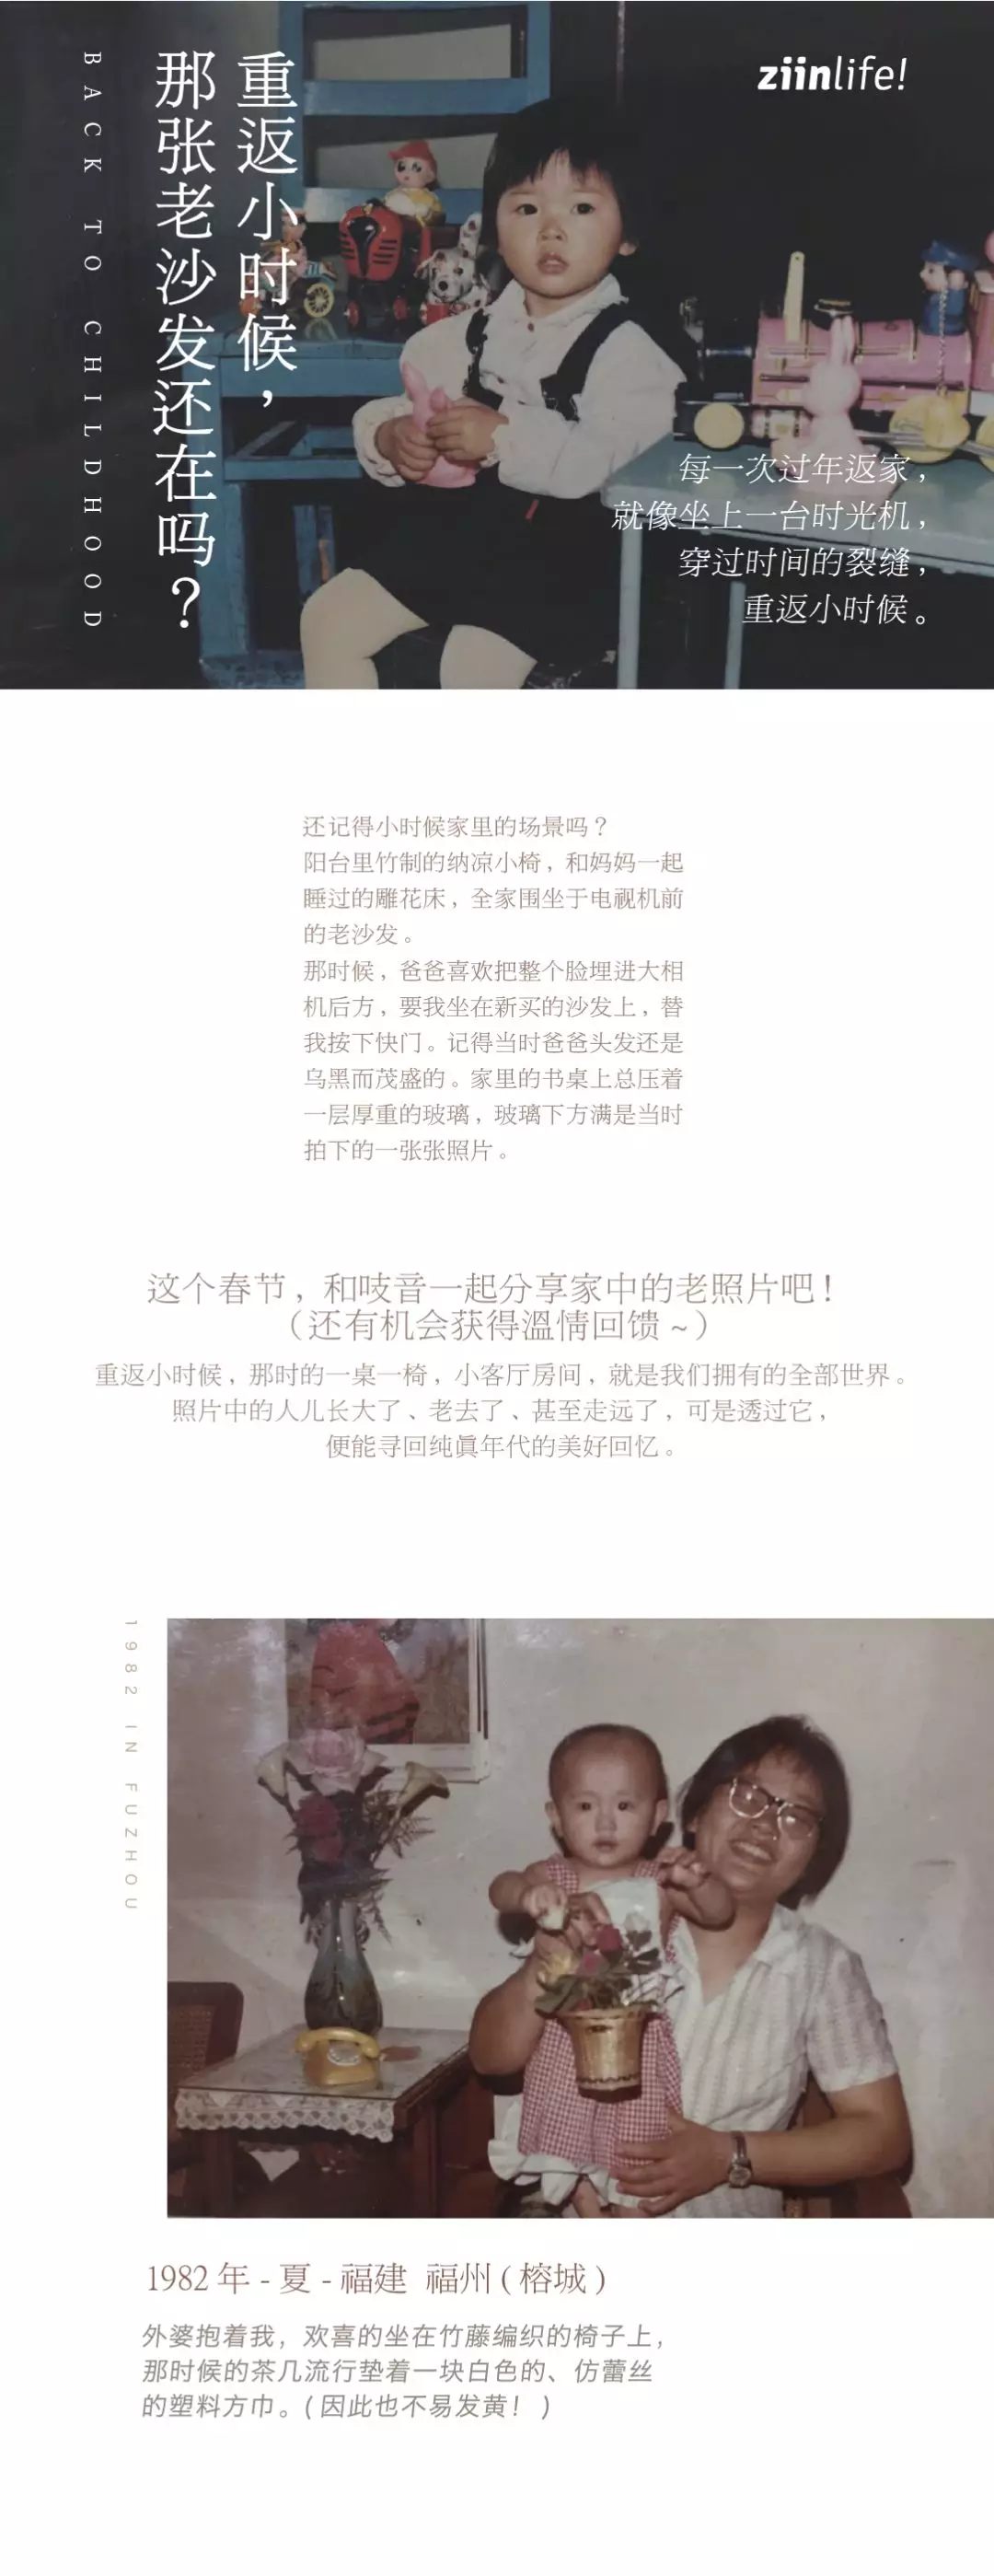 BACK TO CHILDHOOD
重返小时候，
那张老沙发还在吗？
ziinlife!
每一次过年返家，
就像坐上一台时光机，
穿过时间的裂缝，
重返小时候。
还记得小时候家里的场景吗？
阳台里竹制的纳凉小椅，和妈妈一起
睡过的雕花床，全家围坐于电视机前
的老沙发。
那时候，爸爸喜欢把整个脸埋进大相
机后方，要我坐在新买的沙发上，替
我按下快门。记得当时爸爸头发还是
乌黑而茂盛的。家里的书桌上总压着
一层厚重的玻璃，玻璃下方满是当时
拍下的一张张照片。
这个春节，和吱音一起分享家中的老照片吧！
（还有机会获得溫情回馈~）
重返小时候，那时的一桌一椅，小客厅房间，就是我们拥有的全部世界。
照片中的人儿长大了、老去了、甚至走远了，可是透过它，
便能寻回纯眞年代的美好回忆。
1982 IN FUZHOU
1982 年 - 夏 - 福建 福州 ( 榕城 )
外婆抱着我，欢喜的坐在竹藤编织的椅子上，
那时候的茶几流行垫着一块白色的、仿蕾丝
的塑料方巾。( 因此也不易发黄！ )